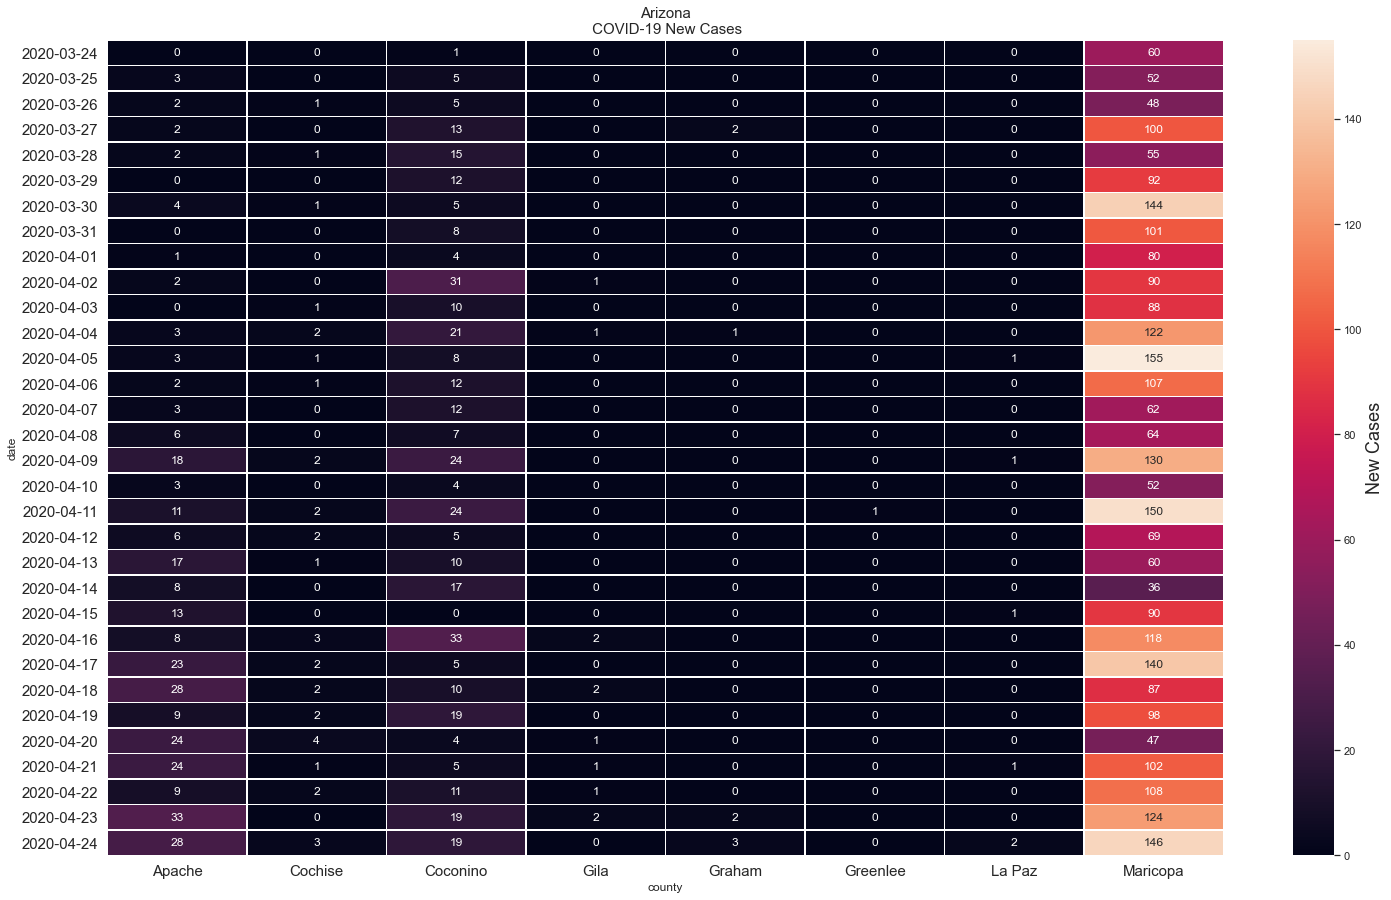 Arizona
COVID-19 New Cases
2020-03-24 0 0 1 0 0 0 0 60
2020-03-25 3 0 5 0 0 0 0 52
2020-03-26 2 1 5 0 0 0 0 48
2020-03-27 2 0 13 0 2 0 0 100
2020-03-28 2 1 15 0 0 0 0 55
2020-03-29 0 0 12 0 0 0 0 92
2020-03-30 4 1 5 0 0 0 0 144
2020-03-31 0 0 8 0 0 0 0 101
2020-04-01 1 0 4 0 0 0 0 80
2020-04-02 2 0 31 1 0 0 0 90
2020-04-03 0 1 10 0 0 0 0 88
2020-04-04 3 2 21 1 1 0 0 122
2020-04-05 3 1 8 0 0 0 1 155
2020-04-06 2 1 12 0 0 0 0 107
2020-04-07 3 0 12 0 0 0 0 62
2020-04-08 6 0 7 0 0 0 0 64
2020-04-09 18 2 24 0 0 0 1 130
2020-04-10 3 0 4 0 0 0 0 52
2020-04-11 11 2 24 0 0 1 0 150
2020-04-12 6 2 5 0 0 0 0 69
2020-04-13 17 1 10 0 0 0 0 60
2020-04-14 8 0 17 0 0 0 0 36
2020-04-15 13 0 0 0 0 0 1 90
2020-04-16 8 3 33 2 0 0 0 118
2020-04-17 23 2 5 0 0 0 0 140
2020-04-18 28 2 10 2 0 0 0 87
2020-04-19 9 2 19 0 0 0 0 98
2020-04-20 24 4 4 1 0 0 0 47
2020-04-21 24 1 5 1 0 0 1 102
2020-04-22 9 2 11 1 0 0 0 108
2020-04-23 33 0 19 2 2 0 0 124
2020-04-24 28 3 19 0 3 0 2 146
Apache Cochise Coconino Gila Graham Greenlee La Paz Maricopa
county
date
140
120
100
80
60
40
20
0
New Cases